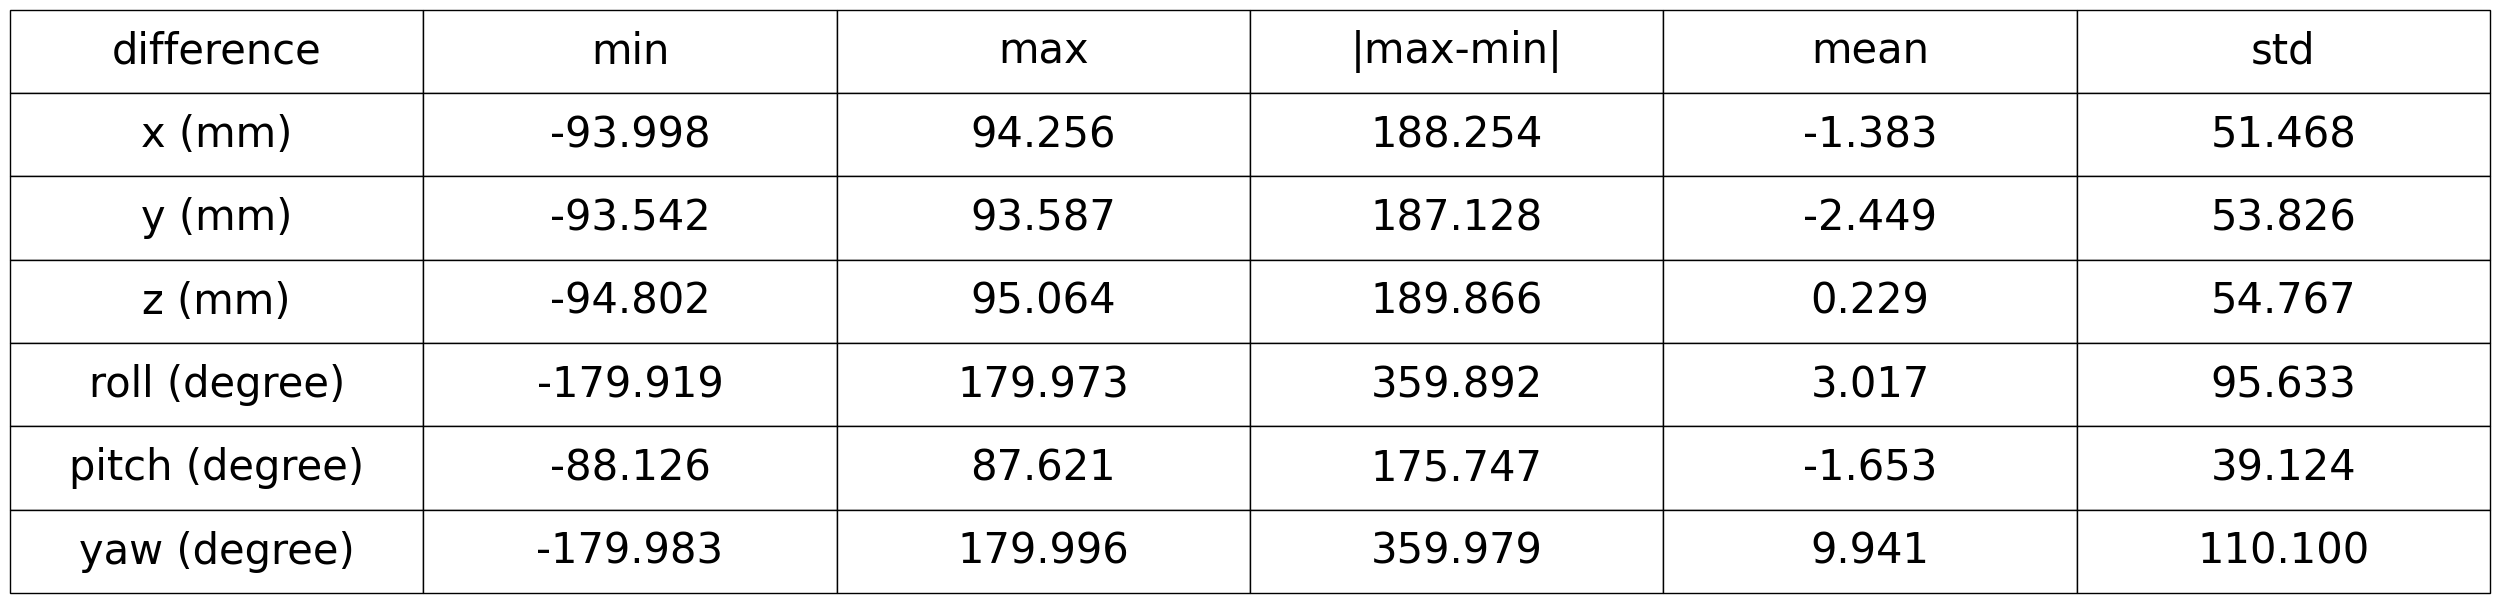 difference min max |max-min| mean std
x (mm) -93.998 94.256 188.254 -1.383 51.468
y (mm) -93.542 93.587 187.128 -2.449 53.826
z (mm) -94.802 95.064 189.866 0.229 54.767
roll (degree) -179.919 179.973 359.892 3.017 95.633
pitch (degree) -88.126 87.621 175.747 -1.653 39.124
yaw (degree) -179.983 179.996 359.979 9.941 110.100